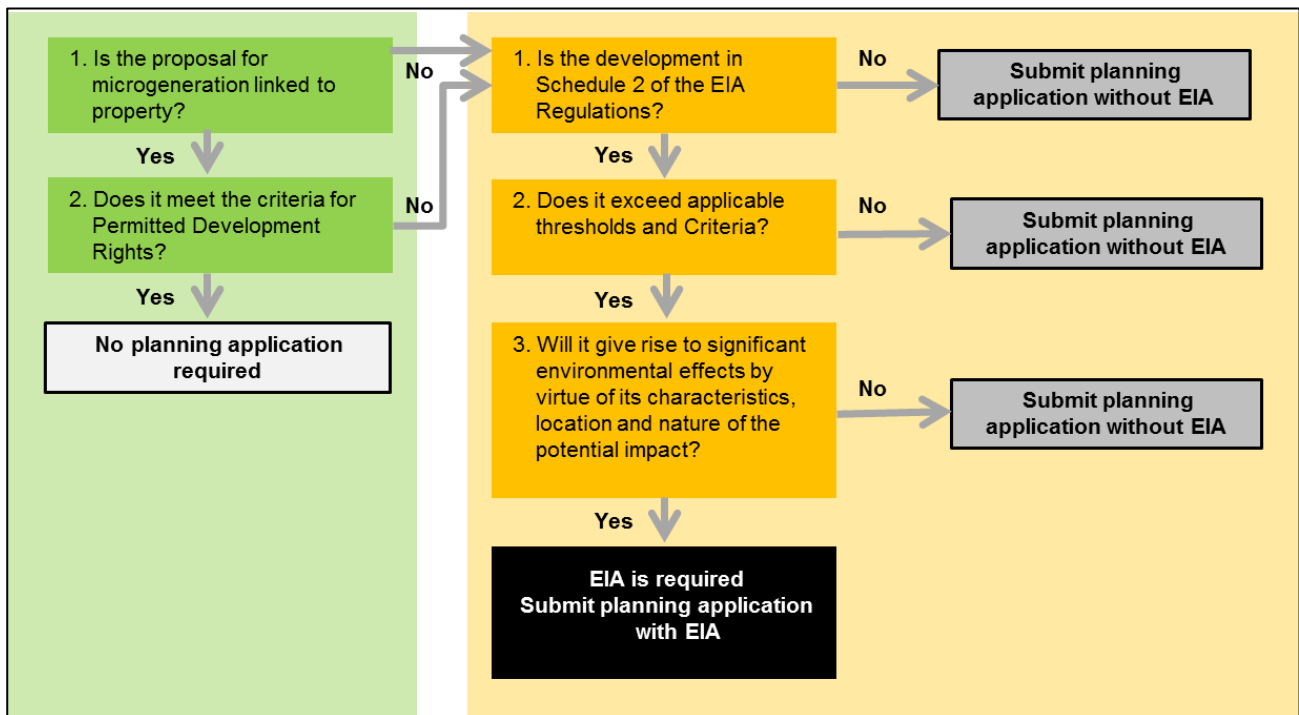 1. Is the proposal for
microgeneration linked to
property?
No
Yes
2. Does it meet the criteria for
Permitted Development
Rights?
No
Yes
No planning application
required
1. Is the development in
Schedule 2 of the EIA
Regulations?
No
Submit planning
application without EIA
Yes
2. Does it exceed applicable
thresholds and Criteria?
No
Submit planning
application without EIA
Yes
3. Will it give rise to significant
environmental effects by
virtue of its characteristics,
location and nature of the
potential impact?
No
Submit planning
application without EIA
Yes
EIA is required
Submit planning application
with EIA